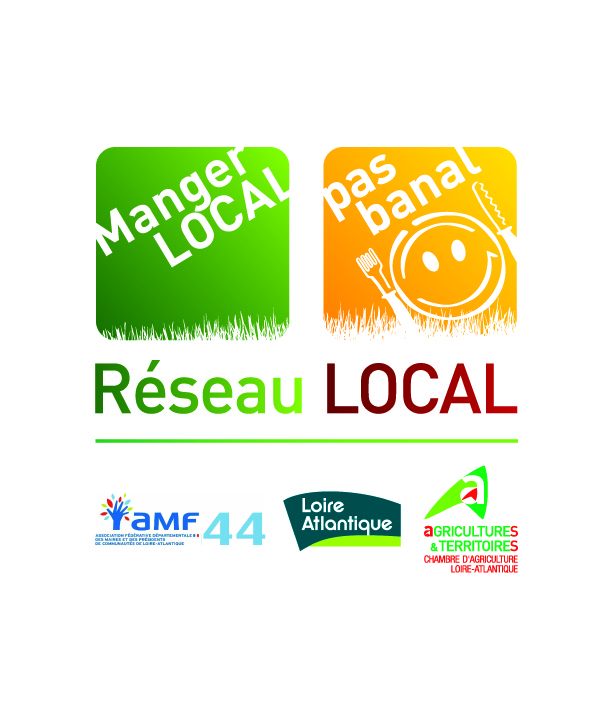 Manger
LOCAL
pas
banal
Réseau LOCAL
amf 44
ASSOCIATION FÉDÉRATIVE DÉPARTEMENTALE
DES MAIRES ET DES PRÉSIDENTS
DE COMMUNAUTÉS DE LOIRE-ATLANTIQUE
Loire
Atlantique
a
aGRICULTURES
& TERRITOIRES
CHAMBRE D'AGRICULTURE
LOIRE-ATLANTIQUE